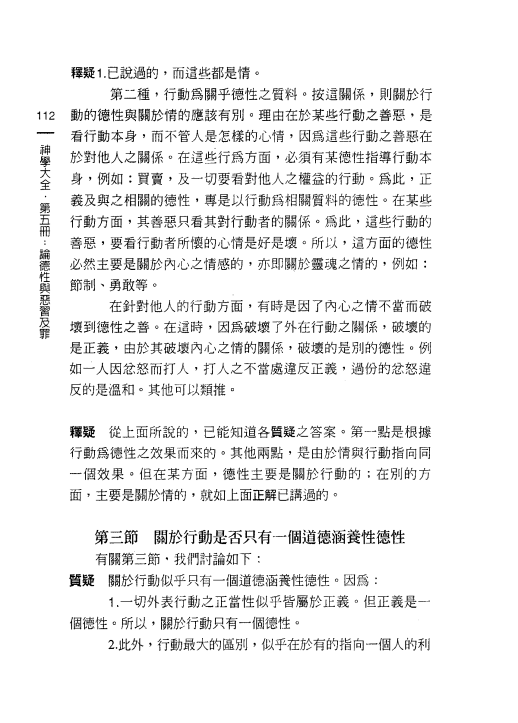 釋疑1.已說過的，而這些都是情。
第二種，行動爲關乎德性之質料。按這關係，則關於行
動的德性與關於情的應該有別。理由在於某些行動之善惡，是
看行動本身，而不管人是怎樣的心情，因爲這些行動之善惡在
於對他人之關係。在這些行爲方面，必須有某德性指導行動本
身，例如：買賣，及一切要看對他人之權益的行動。爲此，正
義及與之相關的德性，專是以行動爲相關質料的德性。在某些
行動方面，其善惡只看其對行動者的關係。爲此，這些行動的
善惡，要看行動者所懷的心情是好是壞。所以，這方面的德性
必然主要是關於內心之情感的，亦即關於靈魂之情的，例如：
節制、勇敢等。
在針對他人的行動方面，有時是因了內心之情不當而破
壞到德性之善。在這時，因爲破壞了外在行動之關係，破壞的
是正義，由於其破壞內心之情的關係，破壞的是別的德性。例
如一人因忿怒而打人，打人之不當處違反正義，過份的忿怒違
反的是溫和。其他可以類推。
釋疑 從上面所說的，已能知道各質疑之答案。第一點是根據
行動爲德性之效果而來的。其他兩點，是由於情與行動指向同
一個效果。但在某方面，德性主要是關於行動的；在別的方
面，主要是關於情的，就如上面正解已講過的。
第三節 關於行動是否只有一個道德涵養性德性
有關第三節，我們討論如下：
質疑 關於行動似乎只有一個道德涵養性德性。因爲：
1.一切外表行動之正當性似乎皆屬於正義。但正義是一
個德性。所以，關於行動只有一個德性。
2.此外，行動最大的區別，似乎在於有的指向一個人的利
112
神學大全．第五冊：論德性與惡習及罪